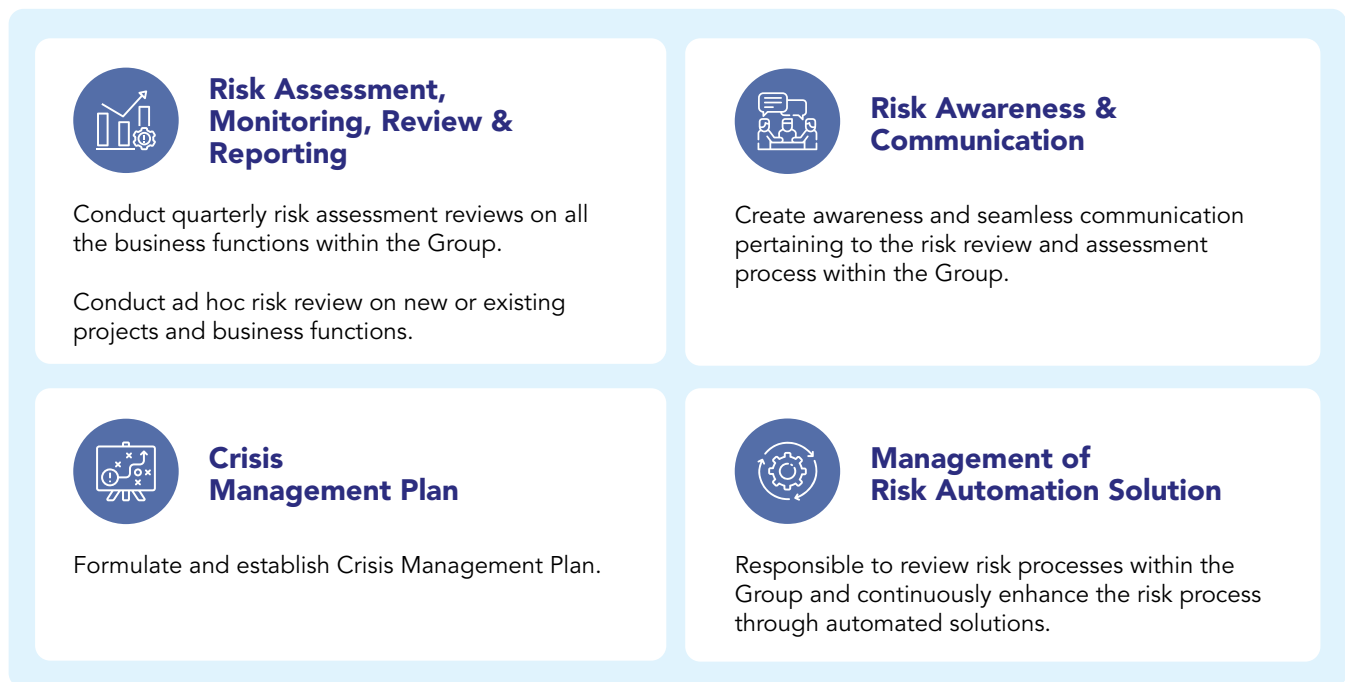 Risk Assessment,
Monitoring, Review &
Reporting
Conduct quarterly risk assessment reviews on all
the business functions within the Group.
Conduct ad hoc risk review on new or existing
projects and business functions.
Risk Awareness &
Communication
Create awareness and seamless communication
pertaining to the risk review and assessment
process within the Group.
Crisis
Management Plan
Formulate and establish Crisis Management Plan.
Management of
Risk Automation Solution
Responsible to review risk processes within the
Group and continuously enhance the risk process
through automated solutions.